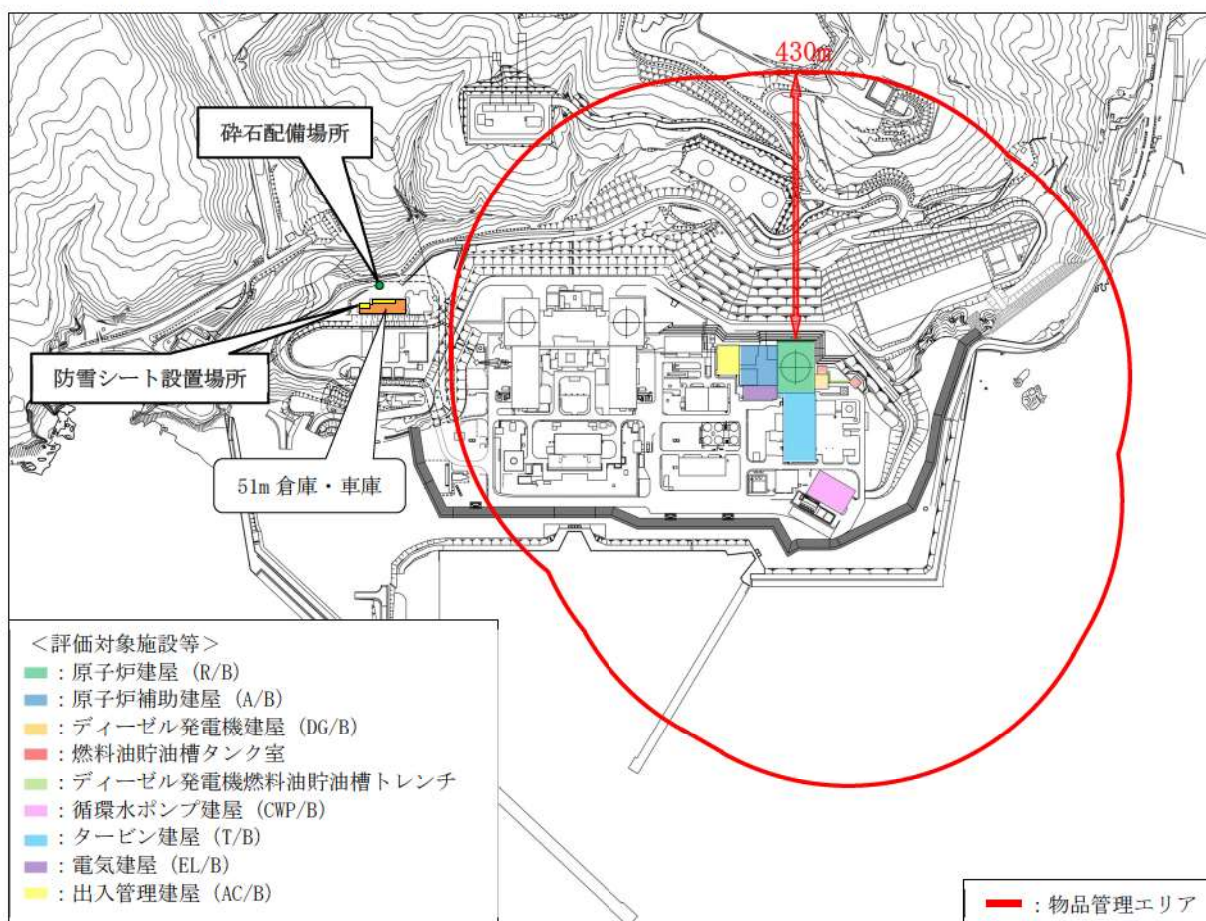 430m
砕石配備場所
防雪シート設置場所
51m 倉庫・車庫
＜評価対象施設等＞
：原子炉建屋 (R/B)
：原子炉補助建屋 (A/B)
：ディーゼル発電機建屋 (DG/B)
：燃料油貯油槽タンク室
：ディーゼル発電機燃料油貯油槽トレンチ
：循環水ポンプ建屋 (CWP/B)
：タービン建屋 (T/B)
：電気建屋 (EL/B)
：出入管理建屋 (AC/B)
：物品管理エリア